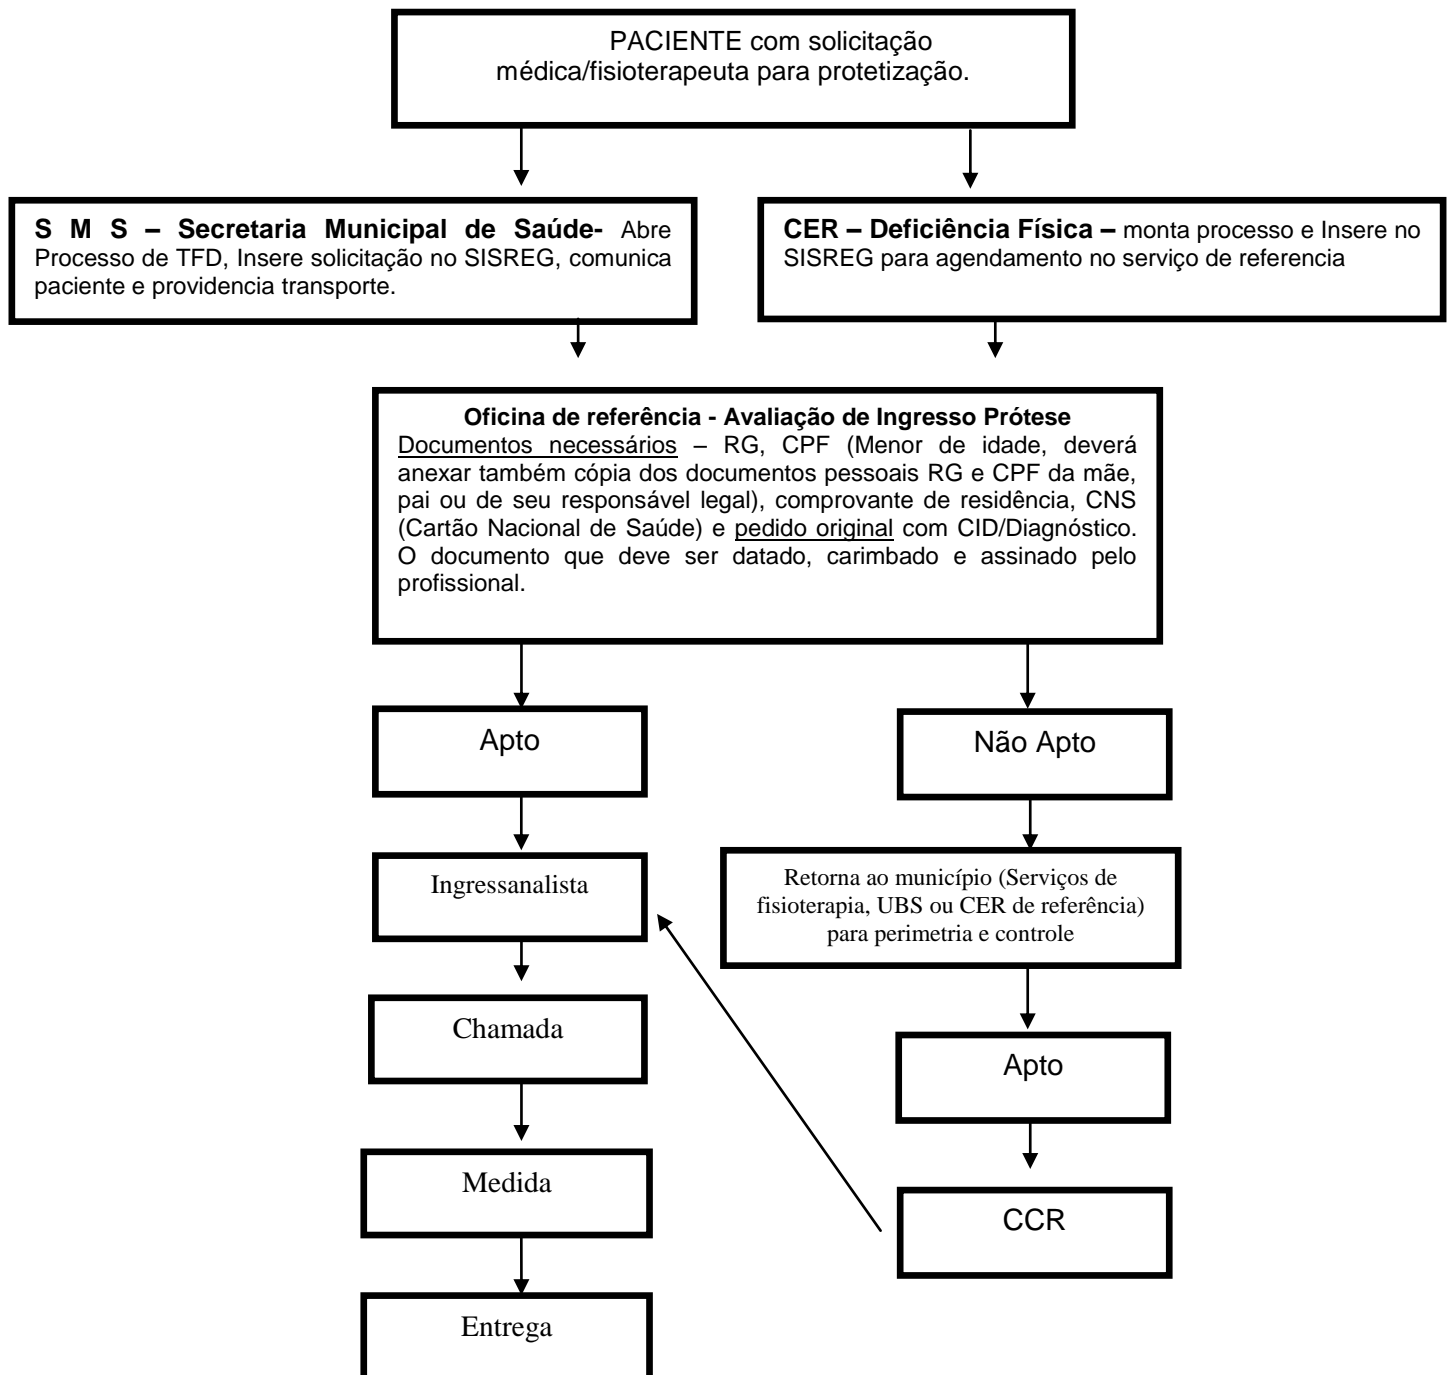 PACIENTE com solicitação
médica/fisioterapeuta para protetização.
S M S – Secretaria Municipal de Saúde- Abre
Processo de TFD, Insere solicitação no SISREG, comunica
paciente e providencia transporte.
CER – Deficiência Física – monta processo e Insere no
SISREG para agendamento no serviço de referencia
Oficina de referência - Avaliação de Ingresso Prótese
Documentos necessários – RG, CPF (Menor de idade, deverá
anexar também cópia dos documentos pessoais RG e CPF da mãe,
pai ou de seu responsável legal), comprovante de residência, CNS
(Cartão Nacional de Saúde) e pedido original com CID/Diagnóstico.
O documento que deve ser datado, carimbado e assinado pelo
profissional.
Apto
Não Apto
Ingressanalista
Retorna ao município (Serviços de
fisioterapia, UBS ou CER de referência)
para perimetria e controle
Chamada
Apto
Medida
CCR
Entrega